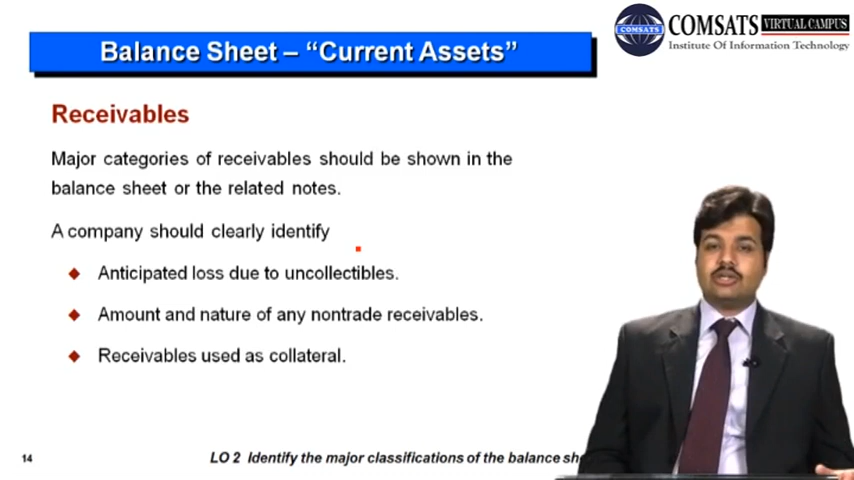 Balance Sheet – “Current Assets”
COMSATS VIRTUAL CAMPUS
COMSATS
Institute Of Information Technology
Receivables
Major categories of receivables should be shown in the
balance sheet or the related notes.
A company should clearly identify
Anticipated loss due to uncollectibles.
Amount and nature of any nontrade receivables.
Receivables used as collateral.
14
LO 2 Identify the major classifications of the balance she